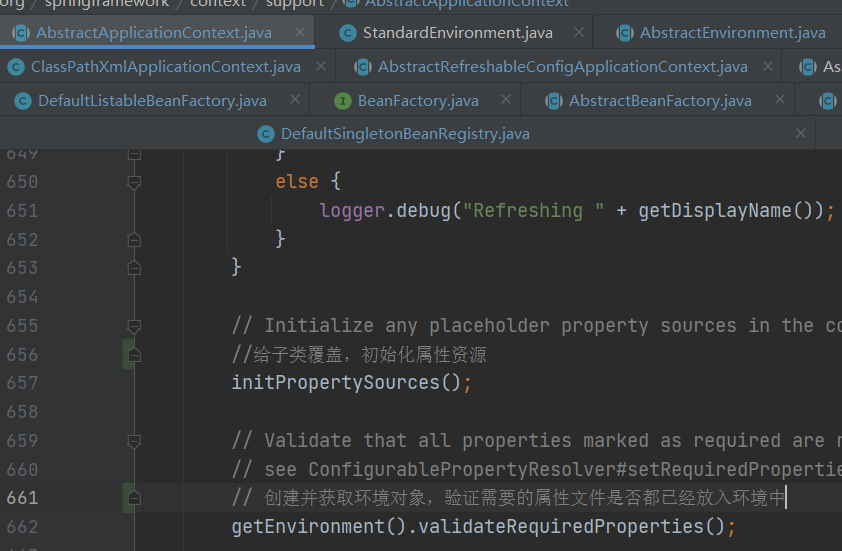 org / springframework / context / support / AbstractApplicationContext
AbstractApplicationContext.java StandardEnvironment.java AbstractEnvironment.java
ClassPathXmlApplicationContext.java AbstractRefreshableConfigApplicationContext.java As
DefaultListableBeanFactory.java BeanFactory.java AbstractBeanFactory.java
DefaultSingletonBeanRegistry.java
649 }
650 else {
651 logger.debug("Refreshing " + getDisplayName());
652 }
653 }
654
655 // Initialize any placeholder property sources in the co
656 //给子类覆盖，初始化属性资源
657 initPropertySources();
658
659 // Validate that all properties marked as required are r
660 // see ConfigurablePropertyResolver#setRequiredPropertie
661 // 创建并获取环境对象，验证需要的属性文件是否都已经放入环境中
662 getEnvironment().validateRequiredProperties();